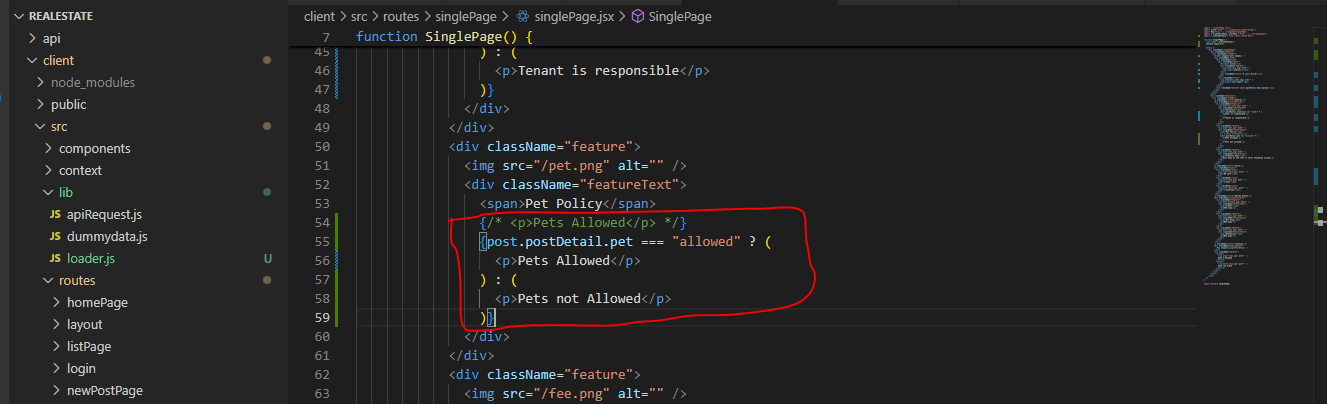 REALESTATE
api
client
node_modules
public
src
components
context
lib
JS apiRequest.js
JS dummydata.js
JS loader.js U
routes
homePage
layout
listPage
login
newPostPage
client > src > routes > singlePage > singlePage.jsx > SinglePage
7 function SinglePage() {
45 ) : (
46 <p>Tenant is responsible</p>
47 )}
48 </div>
49 </div>
50 <div className="feature">
51 <img src="/pet.png" alt="" />
52 <div className="featureText">
53 <span>Pet Policy</span>
54 {/* <p>Pets Allowed</p> */}
55 {post.postDetail.pet === "allowed" ? (
56 <p>Pets Allowed</p>
57 ) : (
58 <p>Pets not Allowed</p>
59 )}
60 </div>
61 </div>
62 <div className="feature">
63 <img src="/fee.png" alt="" />